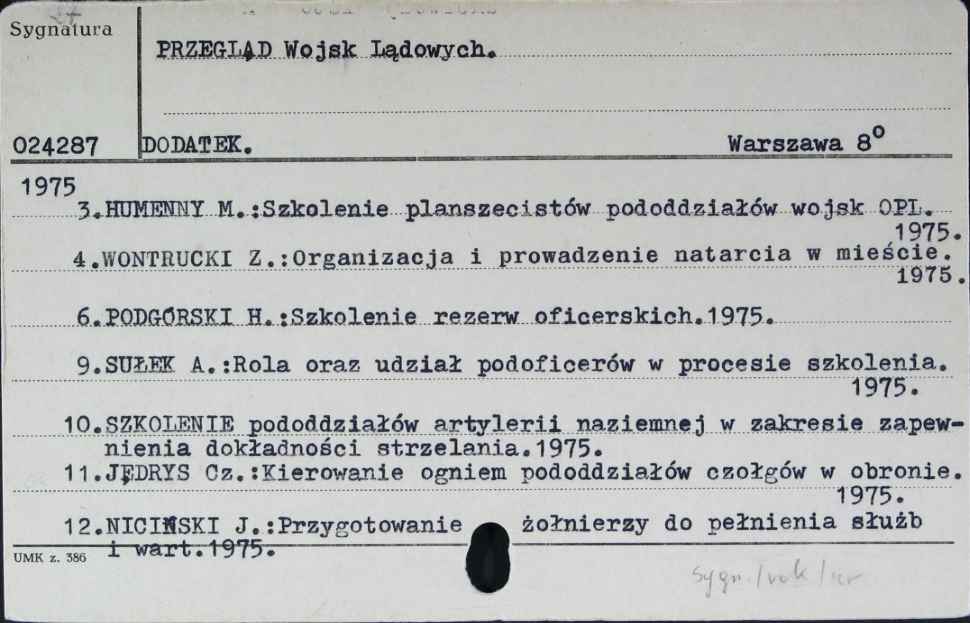 Sygnatura
PRZEGLĄD Wojsk Lądowych.
024287 DODATEK. Warszawa 8°
1975
3.HUMENNY M.:Szkolenie planszecistów pododdziałów wojsk OPL.
1975.
4.WONTRUCKI Z.:Organizacja i prowadzenie natarcia w mieście.
1975.
6.PODGÓRSKI H.:Szkolenie rezerw oficerskich.1975.
9.SUŁEK A.:Rola oraz udział podoficerów w procesie szkolenia.
1975.
10.SZKOLENIE pododdziałów artylerii naziemnej w zakresie zapew-
nienia dokładności strzelania.1975.
11.JĘDRYS Cz.:Kierowanie ogniem pododdziałów czołgów w obronie.
1975.
12.NICIŃSKI J.:Przygotowanie żołnierzy do pełnienia służb
i wart.1975.
UMK z. 386
sygn./rok/nr